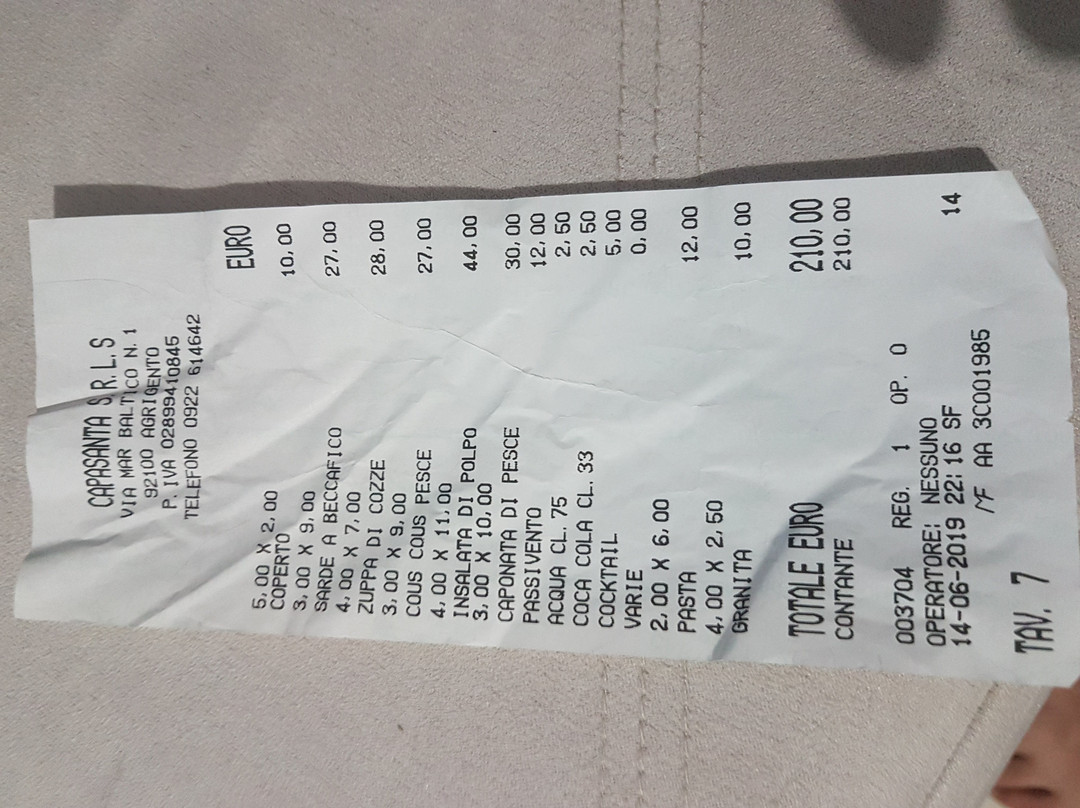 CAPASANTA S.R.L.S
VIA MAR BALTICO N. 1
92100 AGRIGENTO
P. IVA 02899410845
TELEFONO 0922 614642
EURO
5,00 X 2,00
COPERTO 10,00
3,00 X 9,00
SARDE A BECCAFICO 27,00
4,00 X 7,00
ZUPPA DI COZZE 28,00
3,00 X 9,00
COUS COUS PESCE 27,00
4,00 X 11,00
INSALATA DI POLPO 44,00
3,00 X 10,00
CAPONATA DI PESCE 30,00
PASSIVENTO 12,00
ACQUA CL. 75 2,50
COCA COLA CL. 33 2,50
COCKTAIL 5,00
VARIE 0,00
2,00 X 6,00
PASTA 12,00
4,00 X 2,50
GRANITA 10,00
TOTALE EURO 210,00
CONTANTE 210,00
003704 REG. 1 OP. 0
OPERATORE: NESSUNO
14-06-2019 22:16 SF 14
MF AA 3C001985
TAV. 7